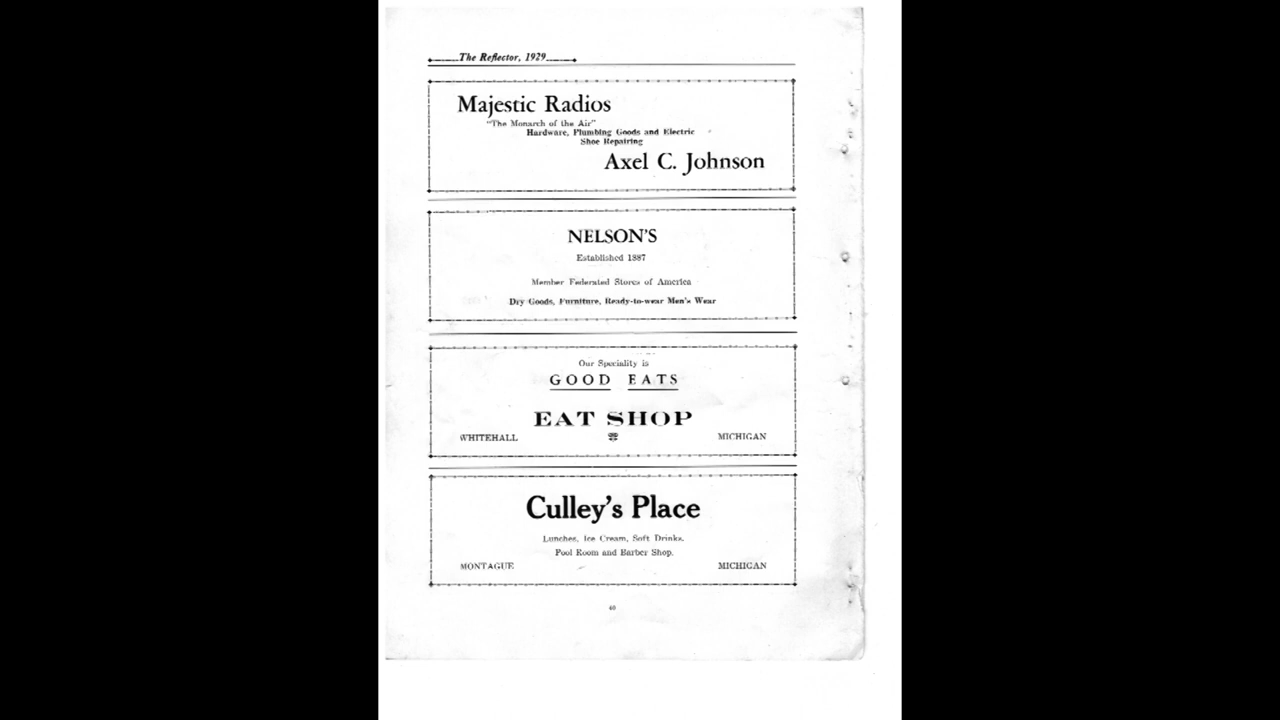 The Reflector, 1929
Majestic Radios
"The Monarch of the Air"
Hardware, Plumbing Goods and Electric
Shoe Repairing
Axel C. Johnson
NELSON'S
Established 1887
Member Federated Stores of America
Dry Goods, Furniture, Ready-to-wear Men's Wear
Our Speciality is
GOOD EATS
EAT SHOP
WHITEHALL MICHIGAN
Culley's Place
Lunches, Ice Cream, Soft Drinks.
Pool Room and Barber Shop.
MONTAGUE MICHIGAN
40